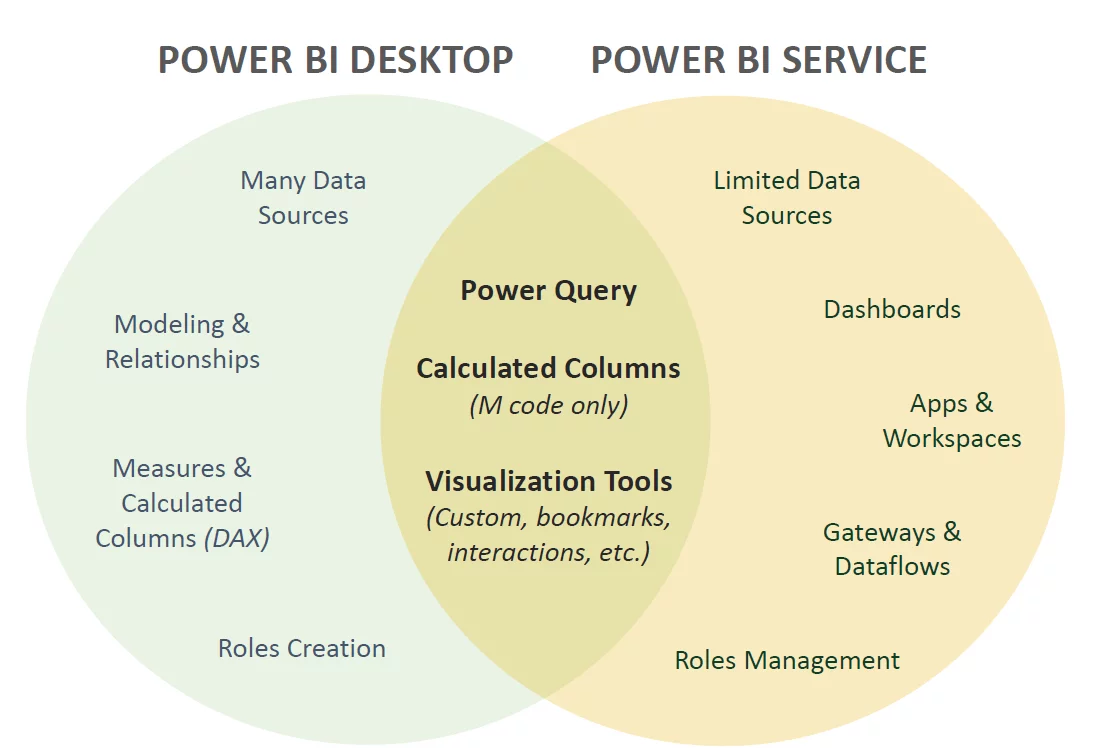 POWER BI DESKTOP
POWER BI SERVICE
Many Data
Sources
Modeling &
Relationships
Measures &
Calculated
Columns (DAX)
Roles Creation
Power Query
Calculated Columns
(M code only)
Visualization Tools
(Custom, bookmarks,
interactions, etc.)
Limited Data
Sources
Dashboards
Apps &
Workspaces
Gateways &
Dataflows
Roles Management